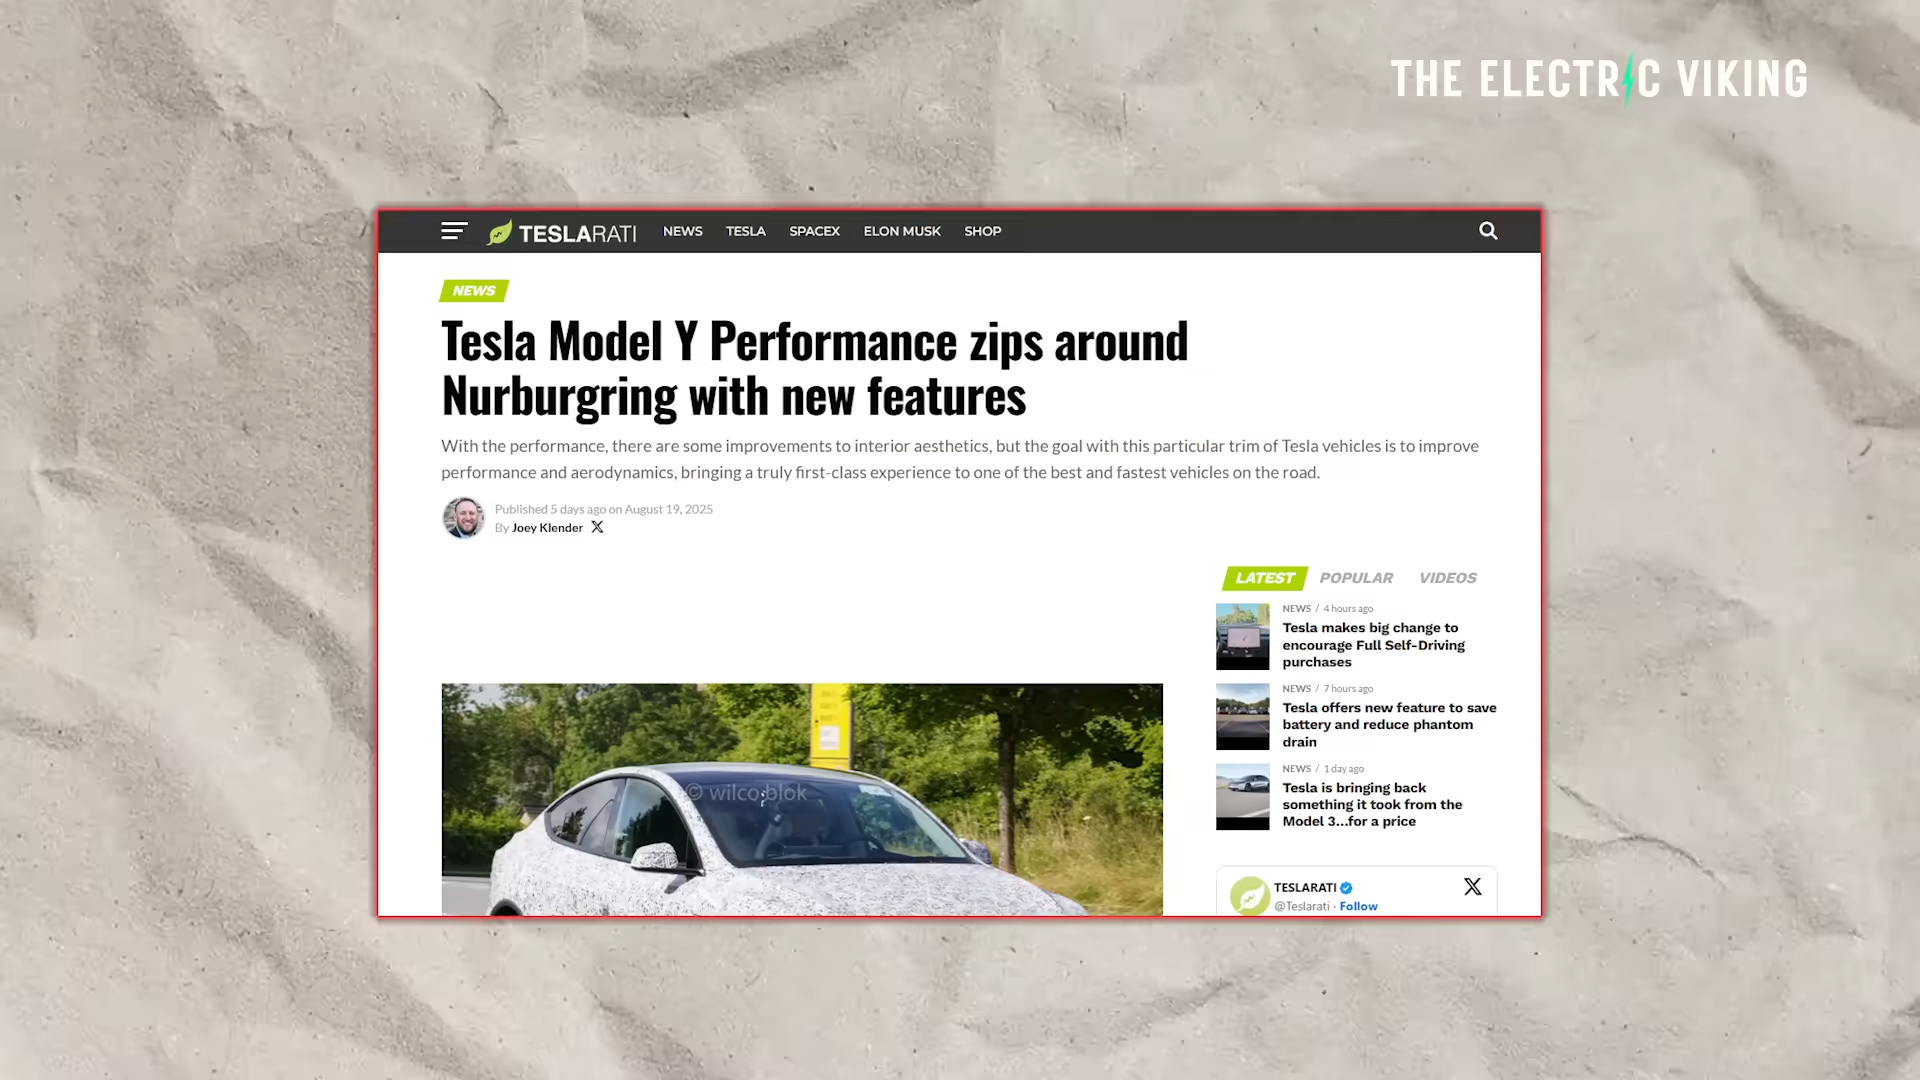 THE ELECTRIC VIKING
TESLARATI NEWS TESLA SPACEX ELON MUSK SHOP
NEWS
Tesla Model Y Performance zips around
Nurburgring with new features
With the performance, there are some improvements to interior aesthetics, but the goal with this particular trim of Tesla vehicles is to improve
performance and aerodynamics, bringing a truly first-class experience to one of the best and fastest vehicles on the road.
Published 5 days ago on August 19, 2025
By Joey Klender
LATEST POPULAR VIDEOS
NEWS / 4 hours ago
Tesla makes big change to
encourage Full Self-Driving
purchases
NEWS / 7 hours ago
Tesla offers new feature to save
battery and reduce phantom
drain
NEWS / 1 day ago
Tesla is bringing back
something it took from the
Model 3...for a price
© wilco blok
TESLARATI
@Teslarati · Follow